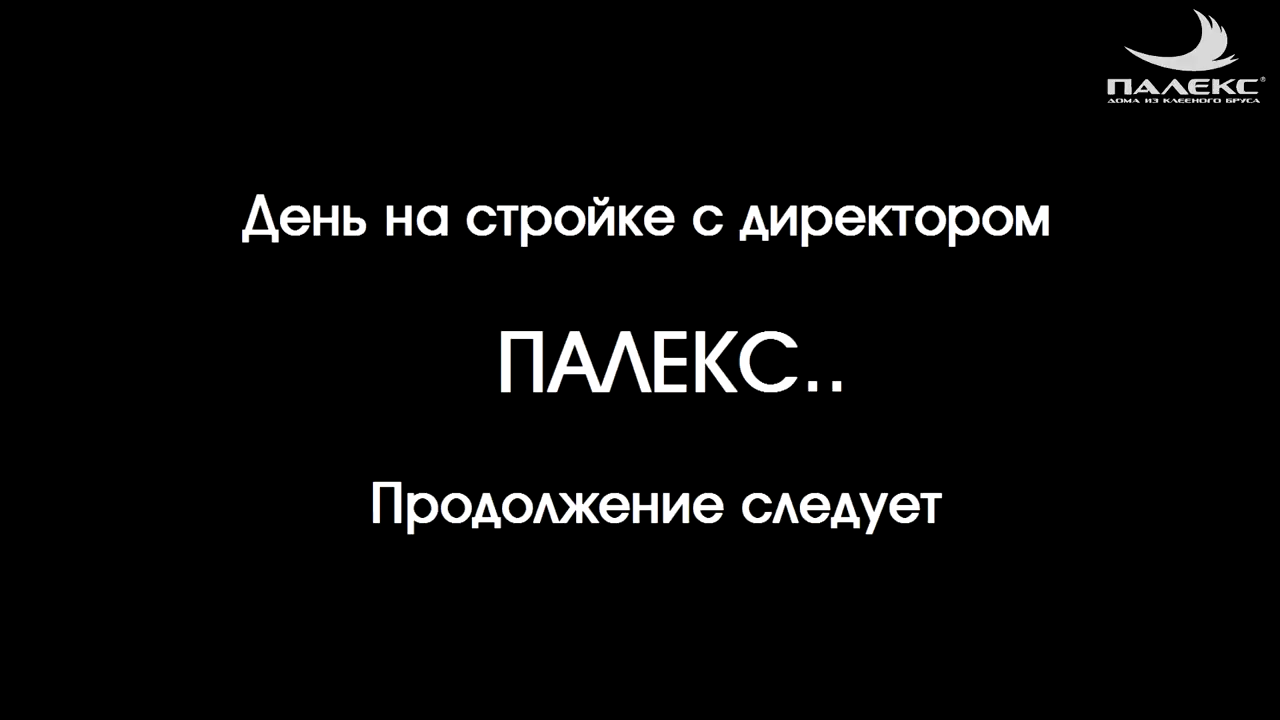 ПАЛЕКС®
ДОМА ИЗ КЛЕЕНОГО БРУСА
День на стройке с директором
ПАЛЕКС..
Продолжение следует